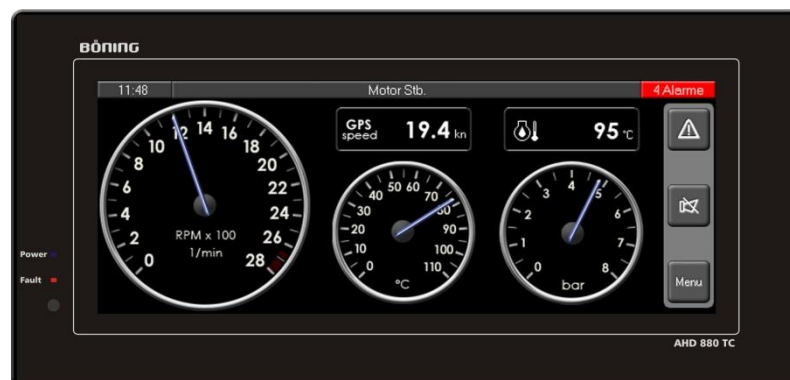 BÖNING
11:48
Motor Stb.
4 Alarme
GPS
speed
19.4 kn
95 °C
0 2 4 6 8 10 12 14 16 18 20 22 24 26 28
RPM x 100
1/min
0 10 20 30 40 50 60 70 80 90 100 110
°C
0 1 2 3 4 5 6 7 8
bar
Menu
Power
Fault
AHD 880 TC